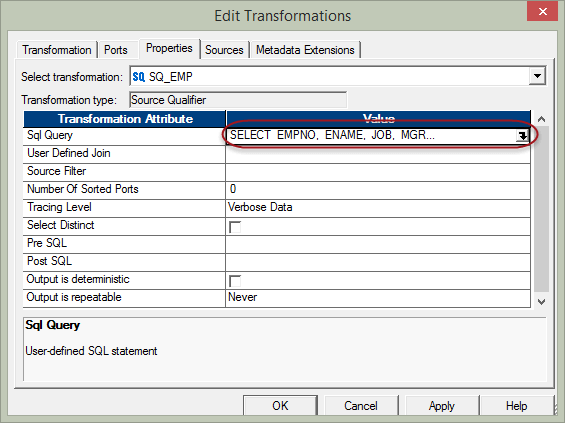 Edit Transformations
Transformation Ports Properties Sources Metadata Extensions
Select transformation: SQ SQ_EMP
Transformation type: Source Qualifier
Transformation Attribute Value
Sql Query SELECT EMPNO, ENAME, JOB, MGR...
User Defined Join
Source Filter
Number Of Sorted Ports 0
Tracing Level Verbose Data
Select Distinct
Pre SQL
Post SQL
Output is deterministic
Output is repeatable Never
Sql Query
User-defined SQL statement
OK Cancel Apply Help